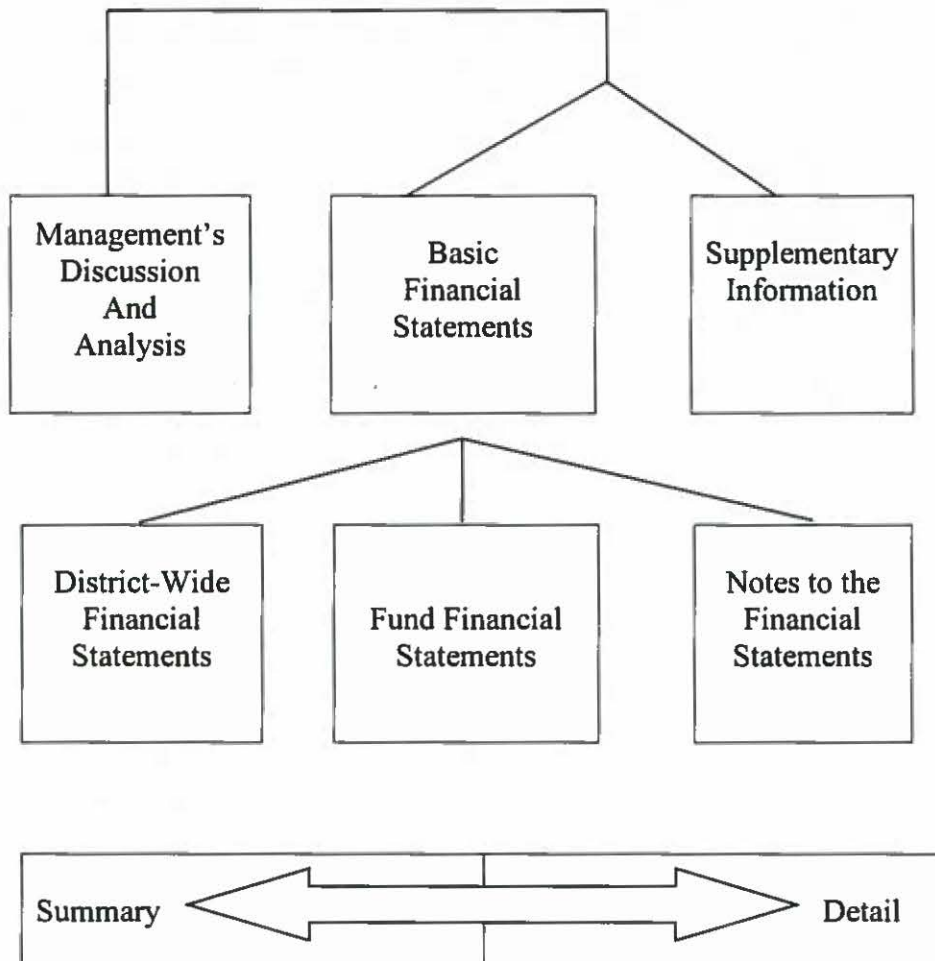 Management's
Discussion
And
Analysis
Basic
Financial
Statements
Supplementary
Information
District-Wide
Financial
Statements
Fund Financial
Statements
Notes to the
Financial
Statements
Summary
Detail